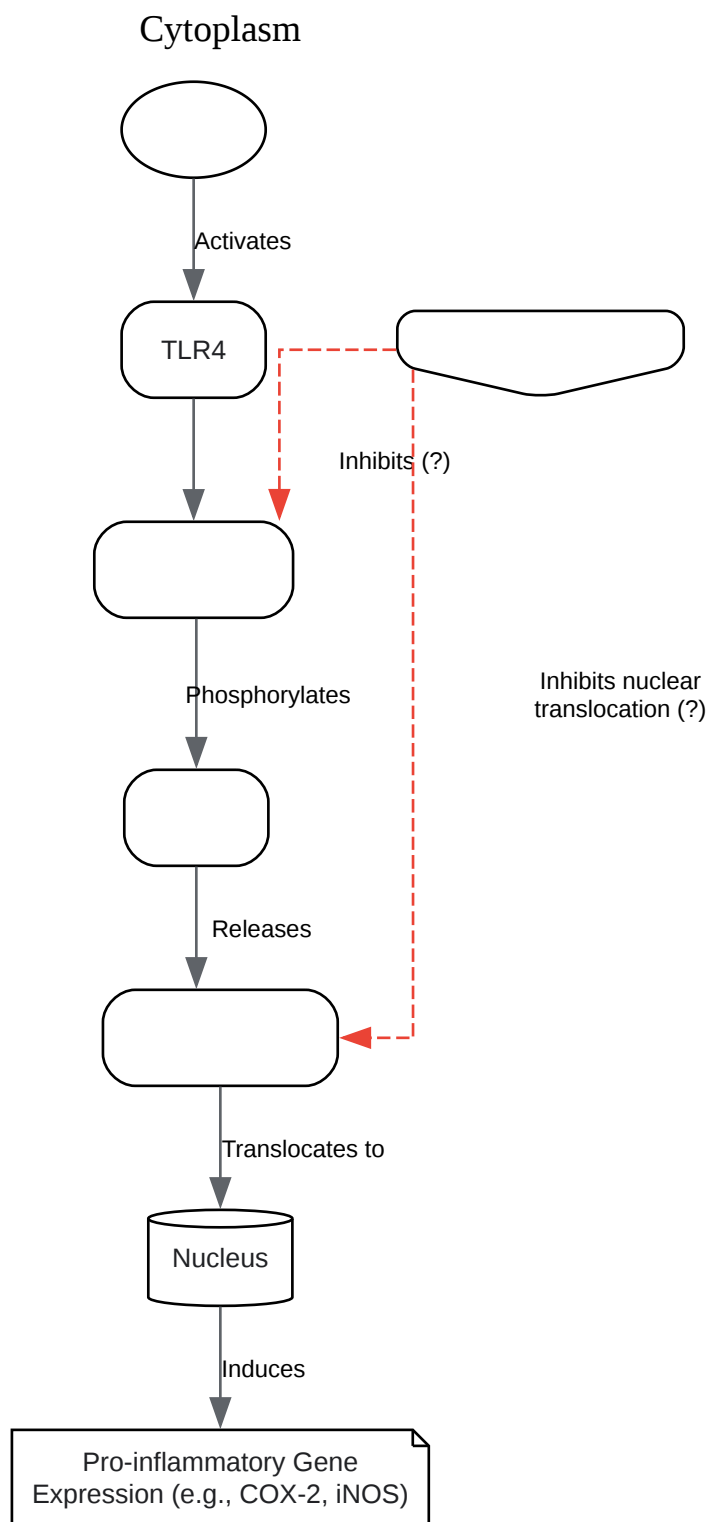 Cytoplasm
Activates
TLR4
Inhibits (?)
Phosphorylates
Inhibits nuclear
translocation (?)
Releases
Translocates to
Nucleus
Induces
Pro-inflammatory Gene
Expression (e.g., COX-2, iNOS)